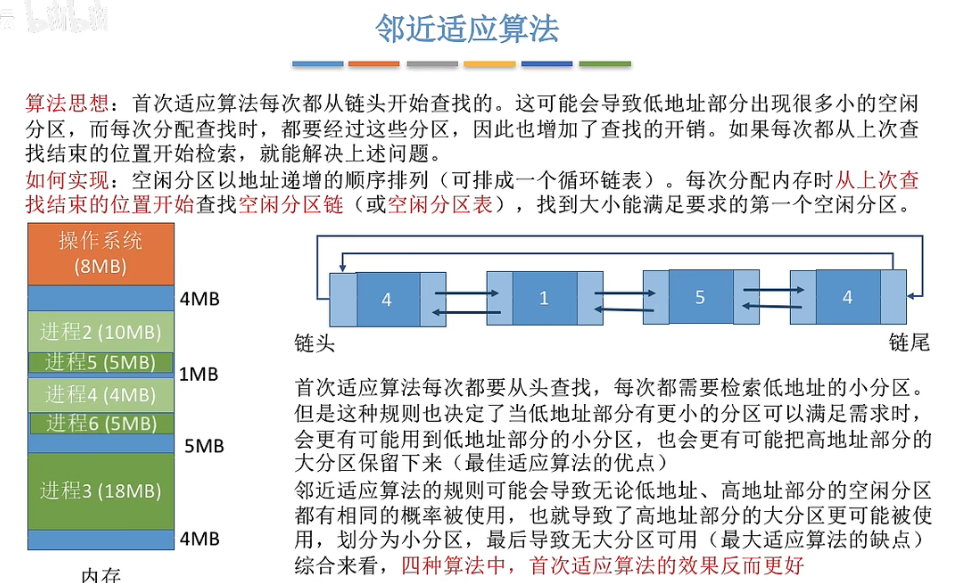 邻近适应算法
算法思想：首次适应算法每次都从链头开始查找的。这可能会导致低地址部分出现很多小的空闲
分区，而每次分配查找时，都要经过这些分区，因此也增加了查找的开销。如果每次都从上次查
找结束的位置开始检索，就能解决上述问题。
如何实现：空闲分区以地址递增的顺序排列（可排成一个循环链表）。每次分配内存时从上次查
找结束的位置开始查找空闲分区链（或空闲分区表），找到大小能满足要求的第一个空闲分区。
操作系统
(8MB)
4MB
进程2 (10MB)
进程5 (5MB)
1MB
进程4 (4MB)
进程6 (5MB)
5MB
进程3 (18MB)
4MB
内存
4
1
5
4
链头
链尾
首次适应算法每次都要从头查找，每次都需要检索低地址的小分区。
但是这种规则也决定了当低地址部分有更小的分区可以满足需求时，
会更有可能用到低地址部分的小分区，也会更有可能把高地址部分的
大分区保留下来（最佳适应算法的优点）
邻近适应算法的规则可能会导致无论低地址、高地址部分的空闲分区
都有相同的概率被使用，也就导致了高地址部分的大分区更可能被使
用，划分为小分区，最后导致无大分区可用（最大适应算法的缺点）
综合来看，四种算法中，首次适应算法的效果反而更好